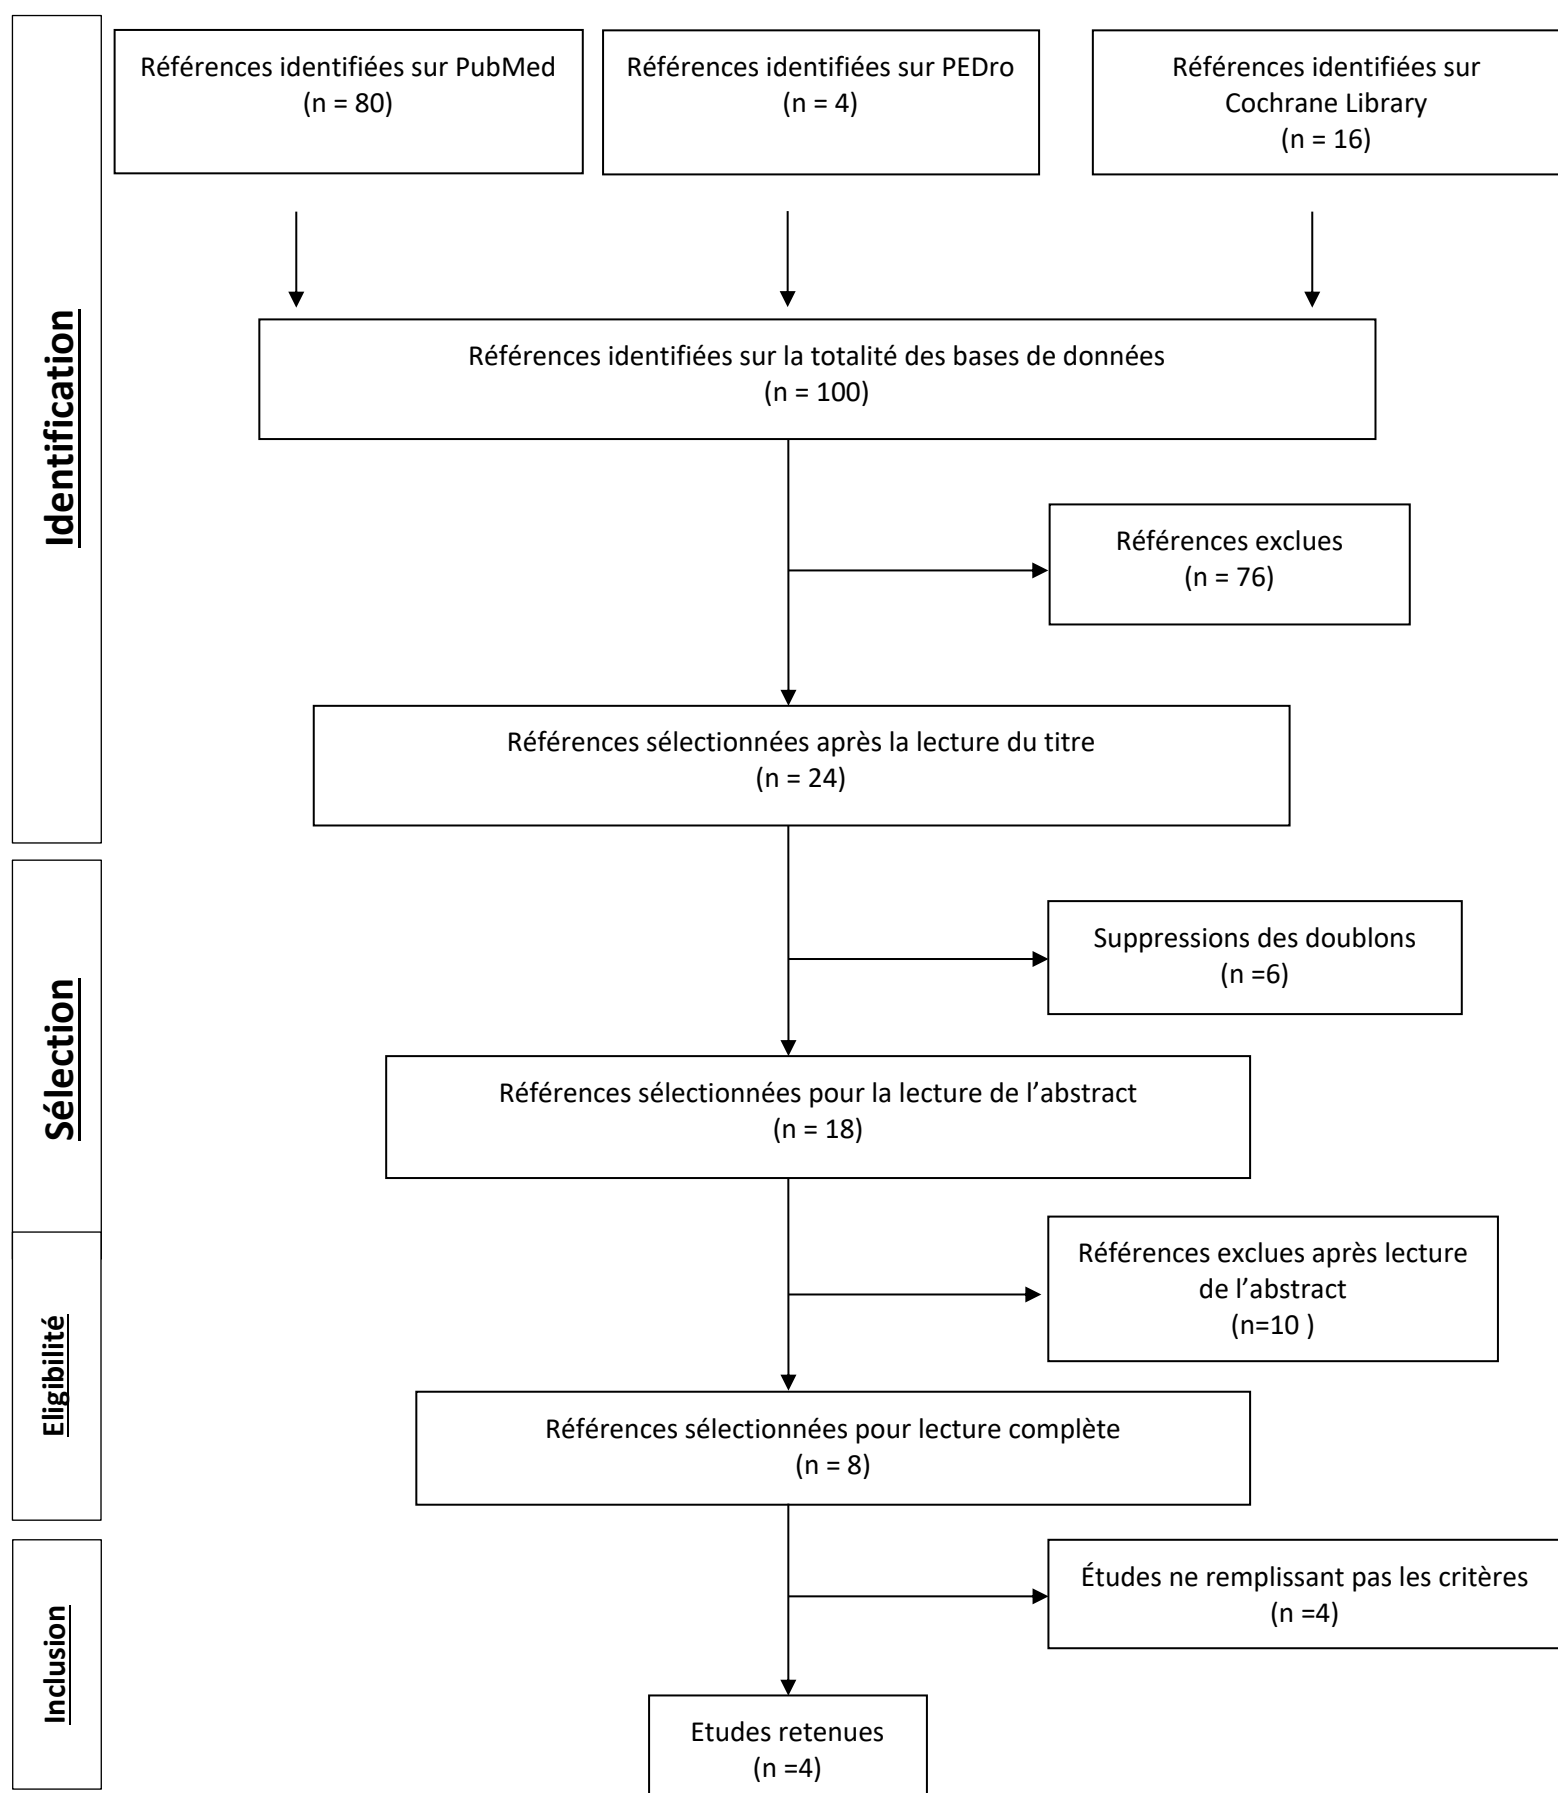 Identification
Références identifiées sur PubMed
(n = 80)
Références identifiées sur PEDro
(n = 4)
Références identifiées sur
Cochrane Library
(n = 16)
Références identifiées sur la totalité des bases de données
(n = 100)
Références exclues
(n = 76)
Références sélectionnées après la lecture du titre
(n = 24)
Sélection
Suppressions des doublons
(n =6)
Références sélectionnées pour la lecture de l’abstract
(n = 18)
Eligibilité
Références exclues après lecture
de l’abstract
(n=10 )
Références sélectionnées pour lecture complète
(n = 8)
Inclusion
Études ne remplissant pas les critères
(n =4)
Etudes retenues
(n =4)